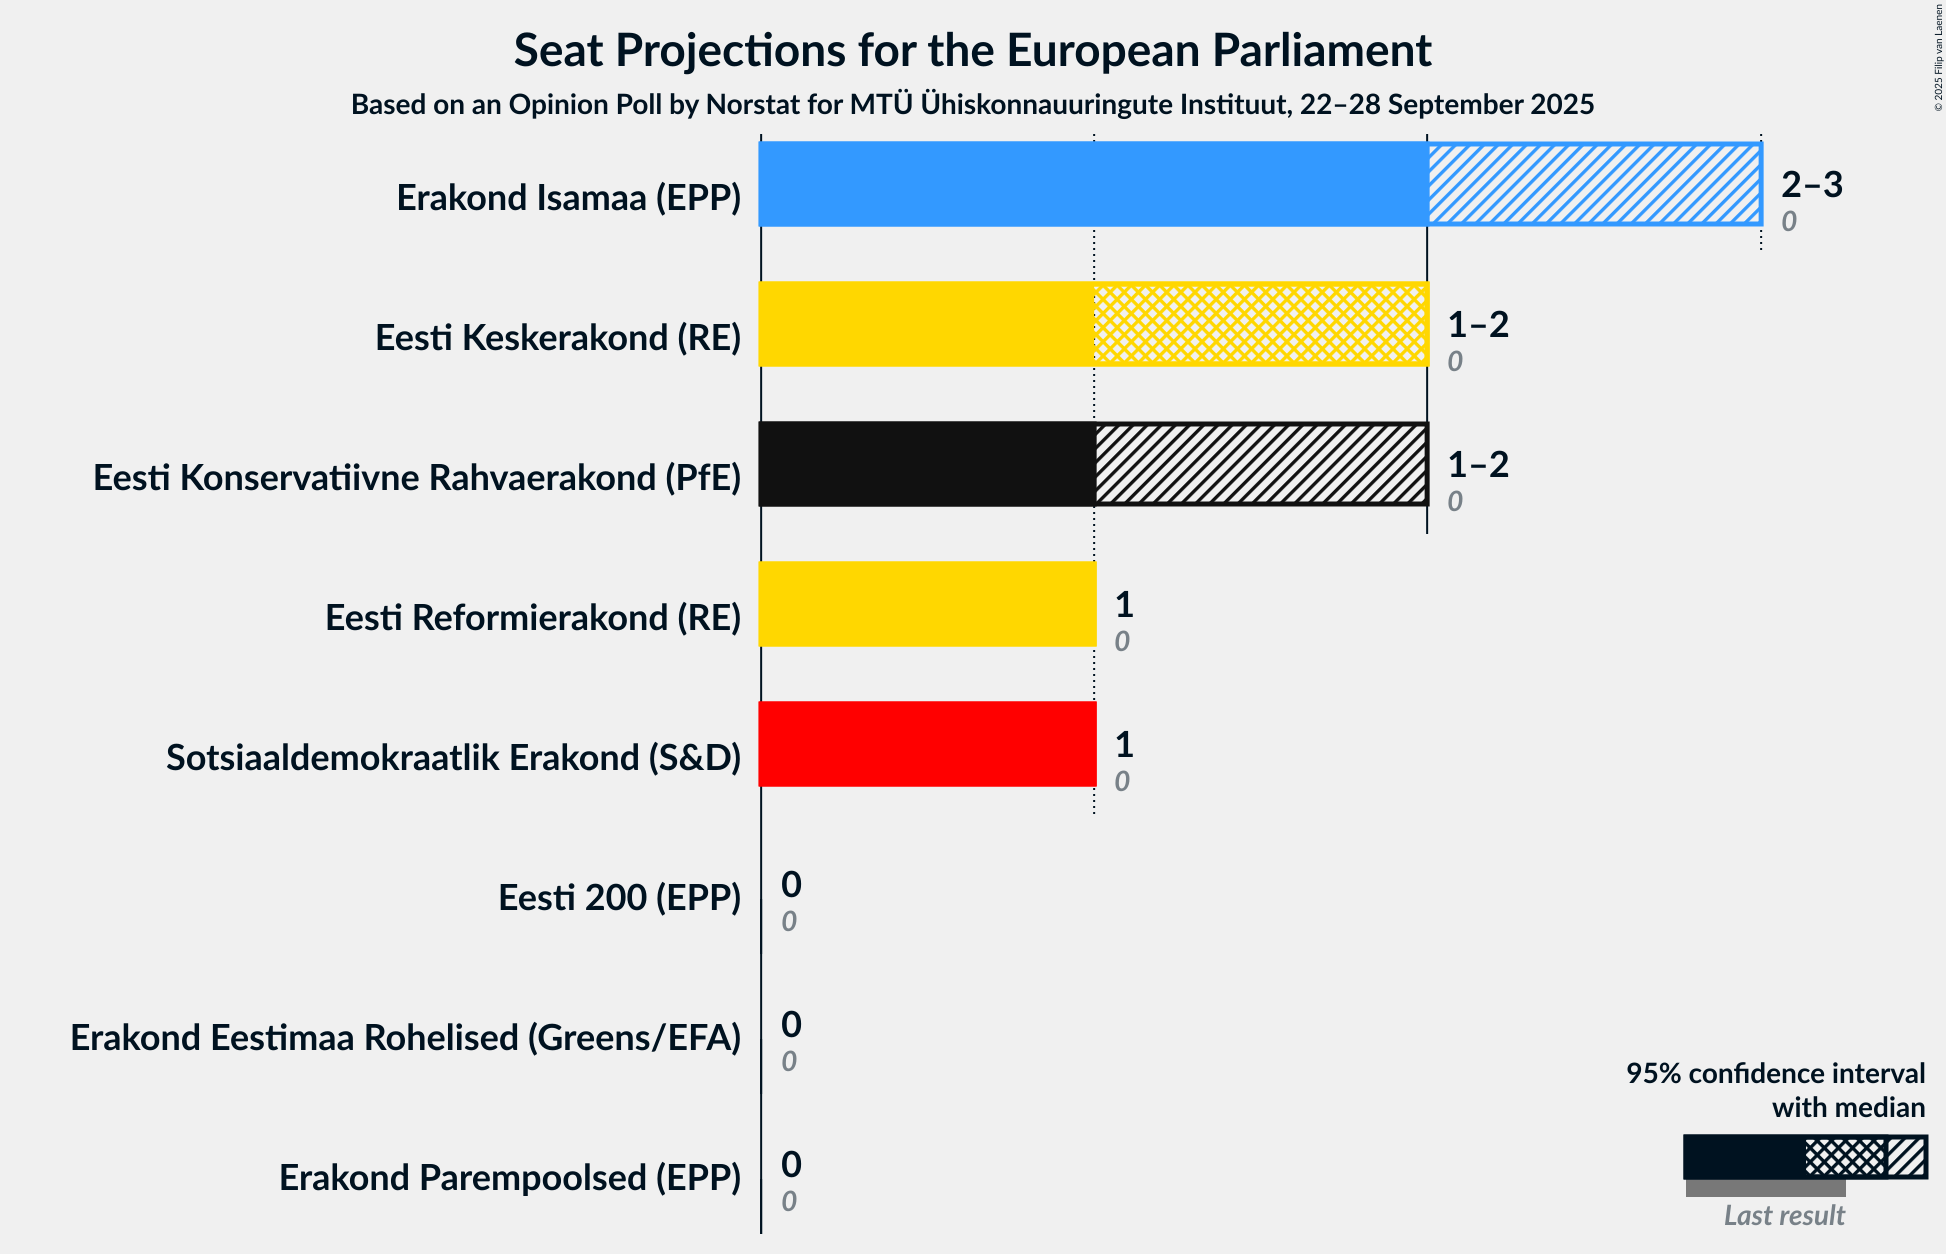 Seat Projections for the European Parliament
Based on an Opinion Poll by Norstat for MTÜ Ühiskonnauuringute Instituut, 22–28 September 2025
© 2025 Filip van Laenen
Erakond Isamaa (EPP)
2–3
0
Eesti Keskerakond (RE)
1–2
0
Eesti Konservatiivne Rahvaerakond (PfE)
1–2
0
Eesti Reformierakond (RE)
1
0
Sotsiaaldemokraatlik Erakond (S&D)
1
0
Eesti 200 (EPP)
0
0
Erakond Eestimaa Rohelised (Greens/EFA)
0
0
Erakond Parempoolsed (EPP)
0
0
95% confidence interval
with median
Last result